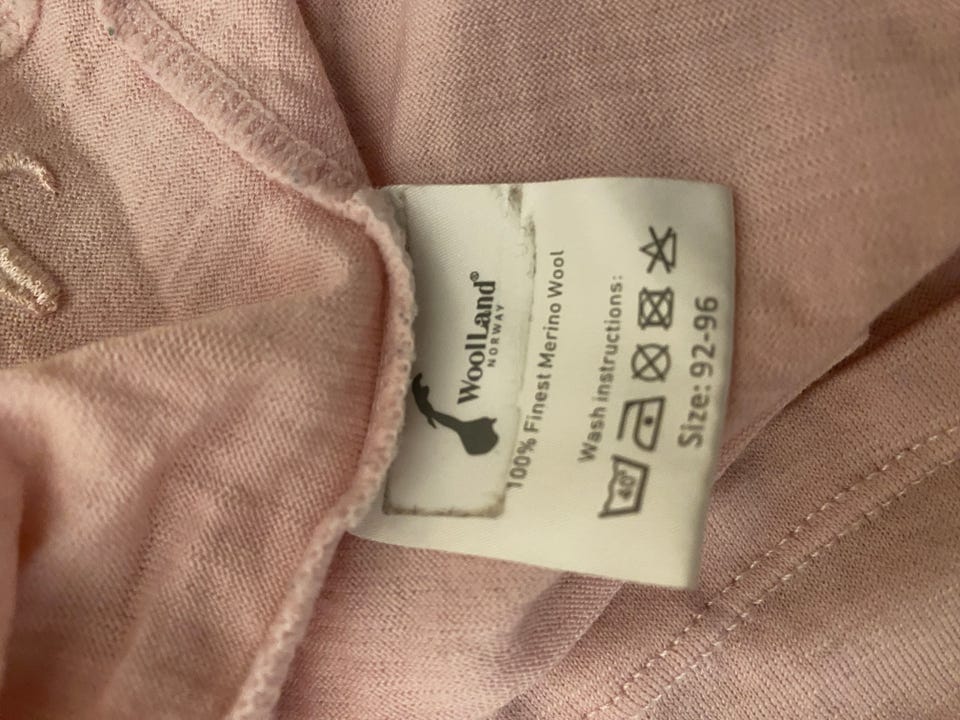 WoolLand®
NORWAY
100% Finest Merino Wool
Wash instructions:
40°
Size: 92-96